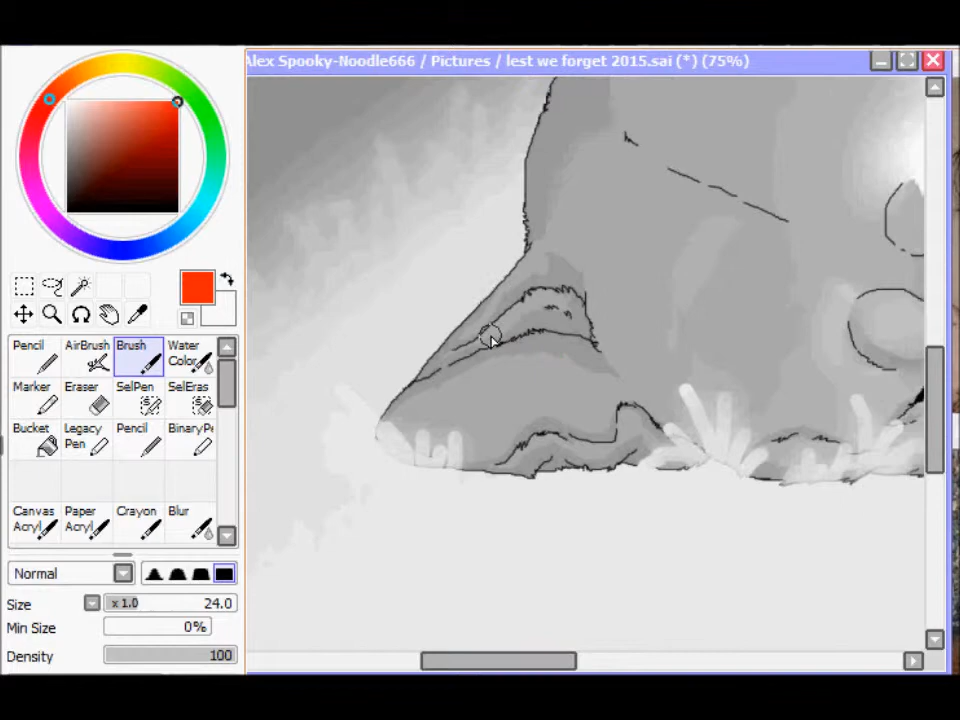 Alex Spooky-Noodle666 / Pictures / lest we forget 2015.sai (*) (75%)
Pencil AirBrush Brush Water Color
Marker Eraser SelPen SelEras
Bucket Legacy Pen Pencil BinaryPe
Canvas Acryl Paper Acryl Crayon Blur
Normal
Size x 1.0 24.0
Min Size 0%
Density 100